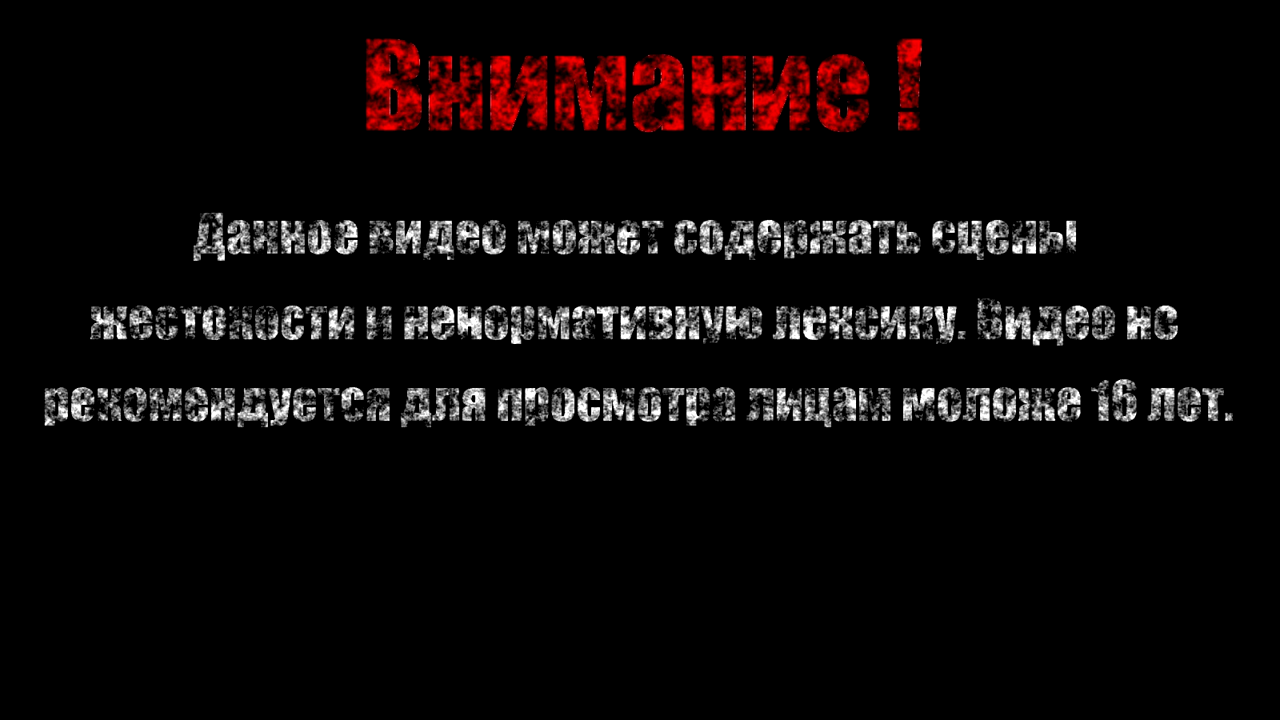 Внимание !
Данное видео может содержать сцены
жестокости и ненормативную лексику. Видео не
рекомендуется для просмотра лицам моложе 16 лет.